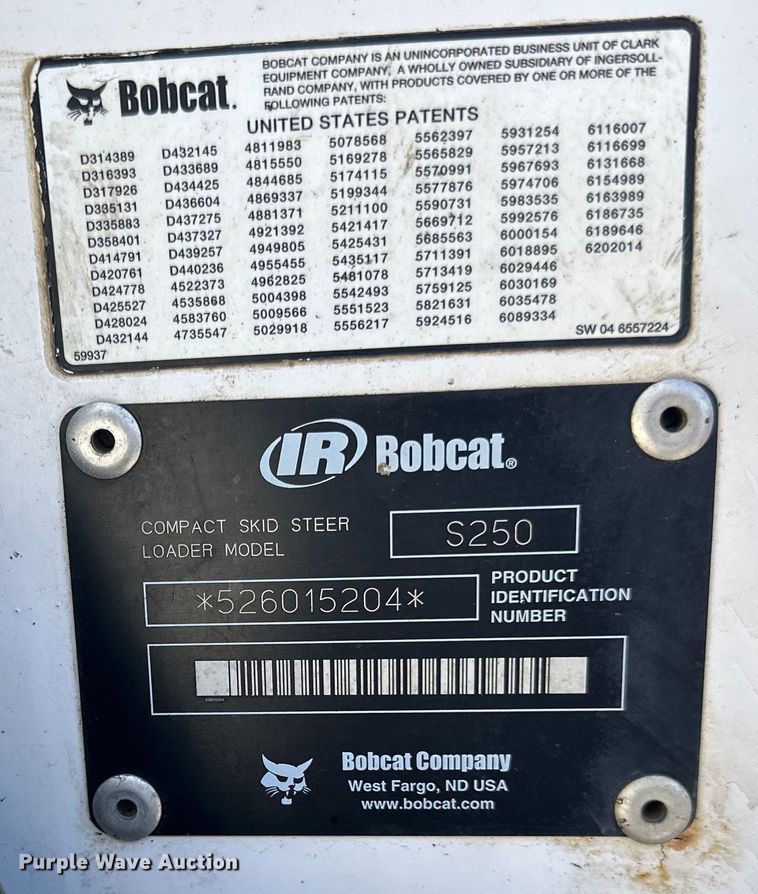 Bobcat.
BOBCAT COMPANY IS AN UNINCORPORATED BUSINESS UNIT OF CLARK
EQUIPMENT COMPANY, A WHOLLY OWNED SUBSIDIARY OF INGERSOLL-
RAND COMPANY, WITH PRODUCTS COVERED BY ONE OR MORE OF THE
FOLLOWING PATENTS:
UNITED STATES PATENTS
D314389 D432145 4811983 5078568 5562397 5931254 6116007
D316393 D433689 4815550 5169278 5565829 5957213 6116699
D317926 D434425 4844685 5174115 5570991 5967693 6131668
D335131 D436604 4869337 5199344 5577876 5974706 6154989
D335883 D437275 4881371 5211100 5590731 5983535 6163989
D358401 D437327 4921392 5421417 5669712 5992576 6186735
D414791 D439257 4949805 5425431 5685563 6000154 6189646
D420761 D440236 4955455 5435117 5711391 6018895 6202014
D424778 4522373 4962825 5481078 5713419 6029446
D425527 4535868 5004398 5542493 5759125 6030169
D428024 4583760 5009566 5551523 5821631 6035478
D432144 4735547 5029918 5556217 5924516 6089334
59937
SW 04 6557224
IR Bobcat®
COMPACT SKID STEER
LOADER MODEL
S250
*526015204*
PRODUCT
IDENTIFICATION
NUMBER
526015204
Bobcat Company
West Fargo, ND USA
www.bobcat.com
Purple Wave Auction